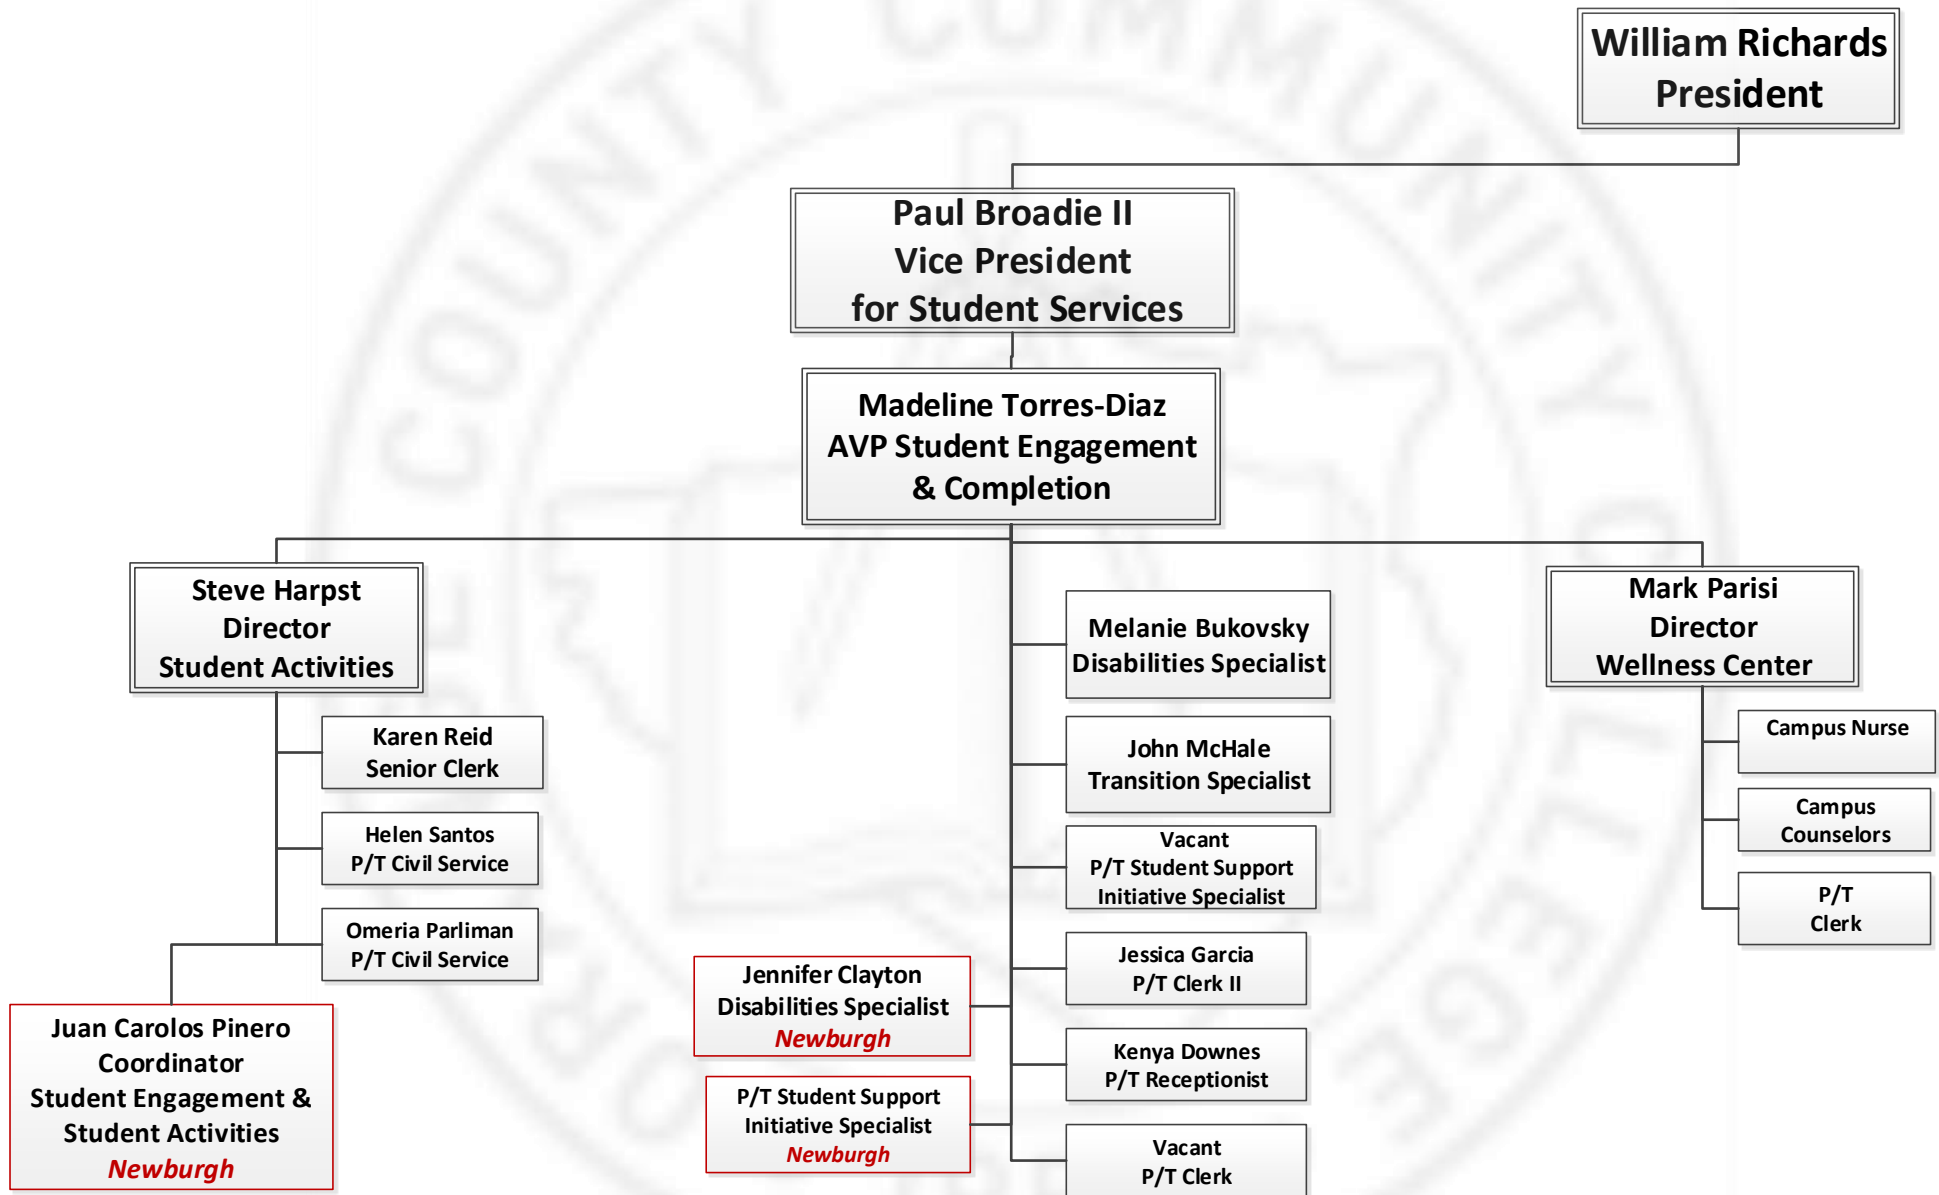 William Richards
President
Paul Broadie II
Vice President
for Student Services
Madeline Torres-Diaz
AVP Student Engagement
& Completion
Steve Harpst
Director
Student Activities
Karen Reid
Senior Clerk
Helen Santos
P/T Civil Service
Omeria Parliman
P/T Civil Service
Juan Carolos Pinero
Coordinator
Student Engagement &
Student Activities
Newburgh
Melanie Bukovsky
Disabilities Specialist
John McHale
Transition Specialist
Vacant
P/T Student Support
Initiative Specialist
Jessica Garcia
P/T Clerk II
Kenya Downes
P/T Receptionist
Vacant
P/T Clerk
Jennifer Clayton
Disabilities Specialist
Newburgh
P/T Student Support
Initiative Specialist
Newburgh
Mark Parisi
Director
Wellness Center
Campus Nurse
Campus
Counselors
P/T
Clerk
COUNTY COMMUNITY COLLEGE